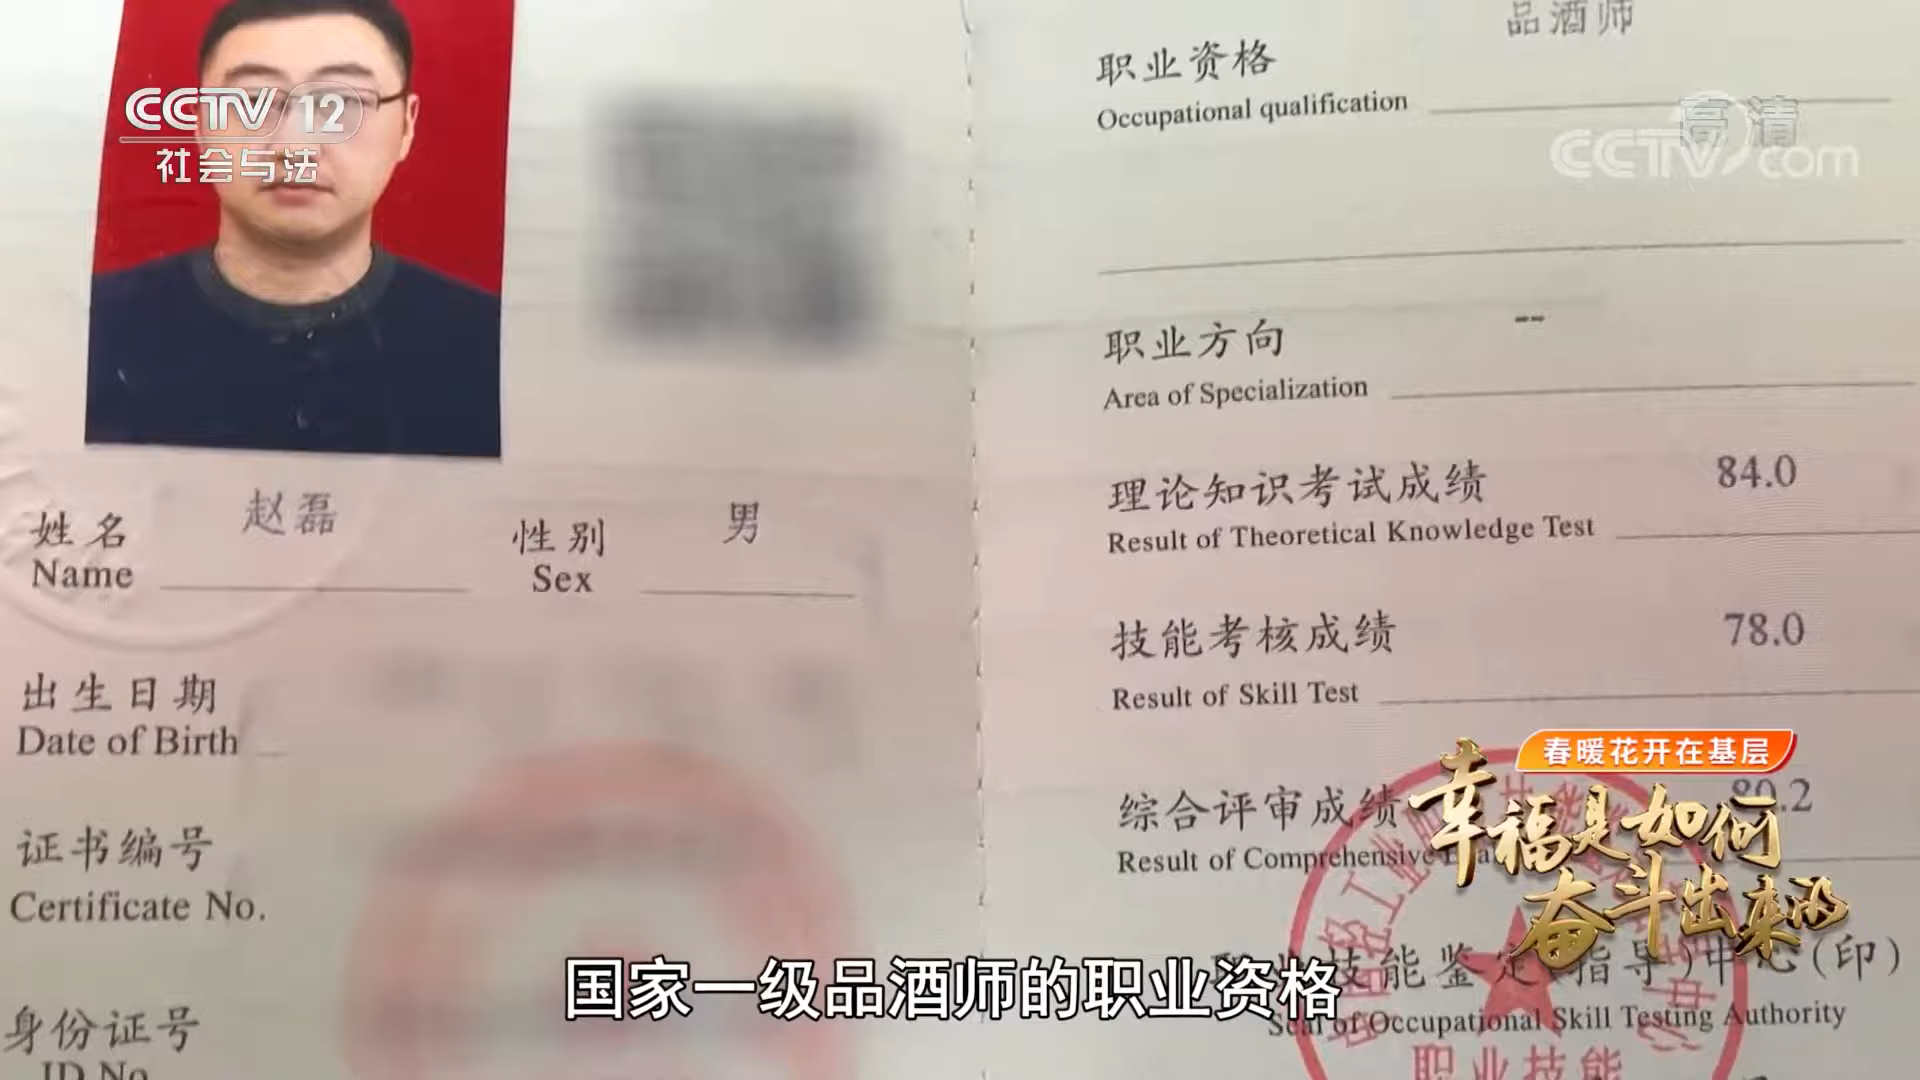 CCTV 12
社会与法
高清
CCTV com
姓名 赵磊 性别 男
Name Sex
出生日期
Date of Birth
证书编号
Certificate No.
身份证号
ID No.
品酒师
职业资格
Occupational qualification
职业方向 --
Area of Specialization
理论知识考试成绩 84.0
Result of Theoretical Knowledge Test
技能考核成绩 78.0
Result of Skill Test
综合评审成绩 80.2
Result of Comprehensive
职业技能鉴定(指导)中心(印)
Seal of Occupational Skill Testing Authority
职业技能
春暖花开在基层
幸福是如何
奋斗出来的
国家一级品酒师的职业资格